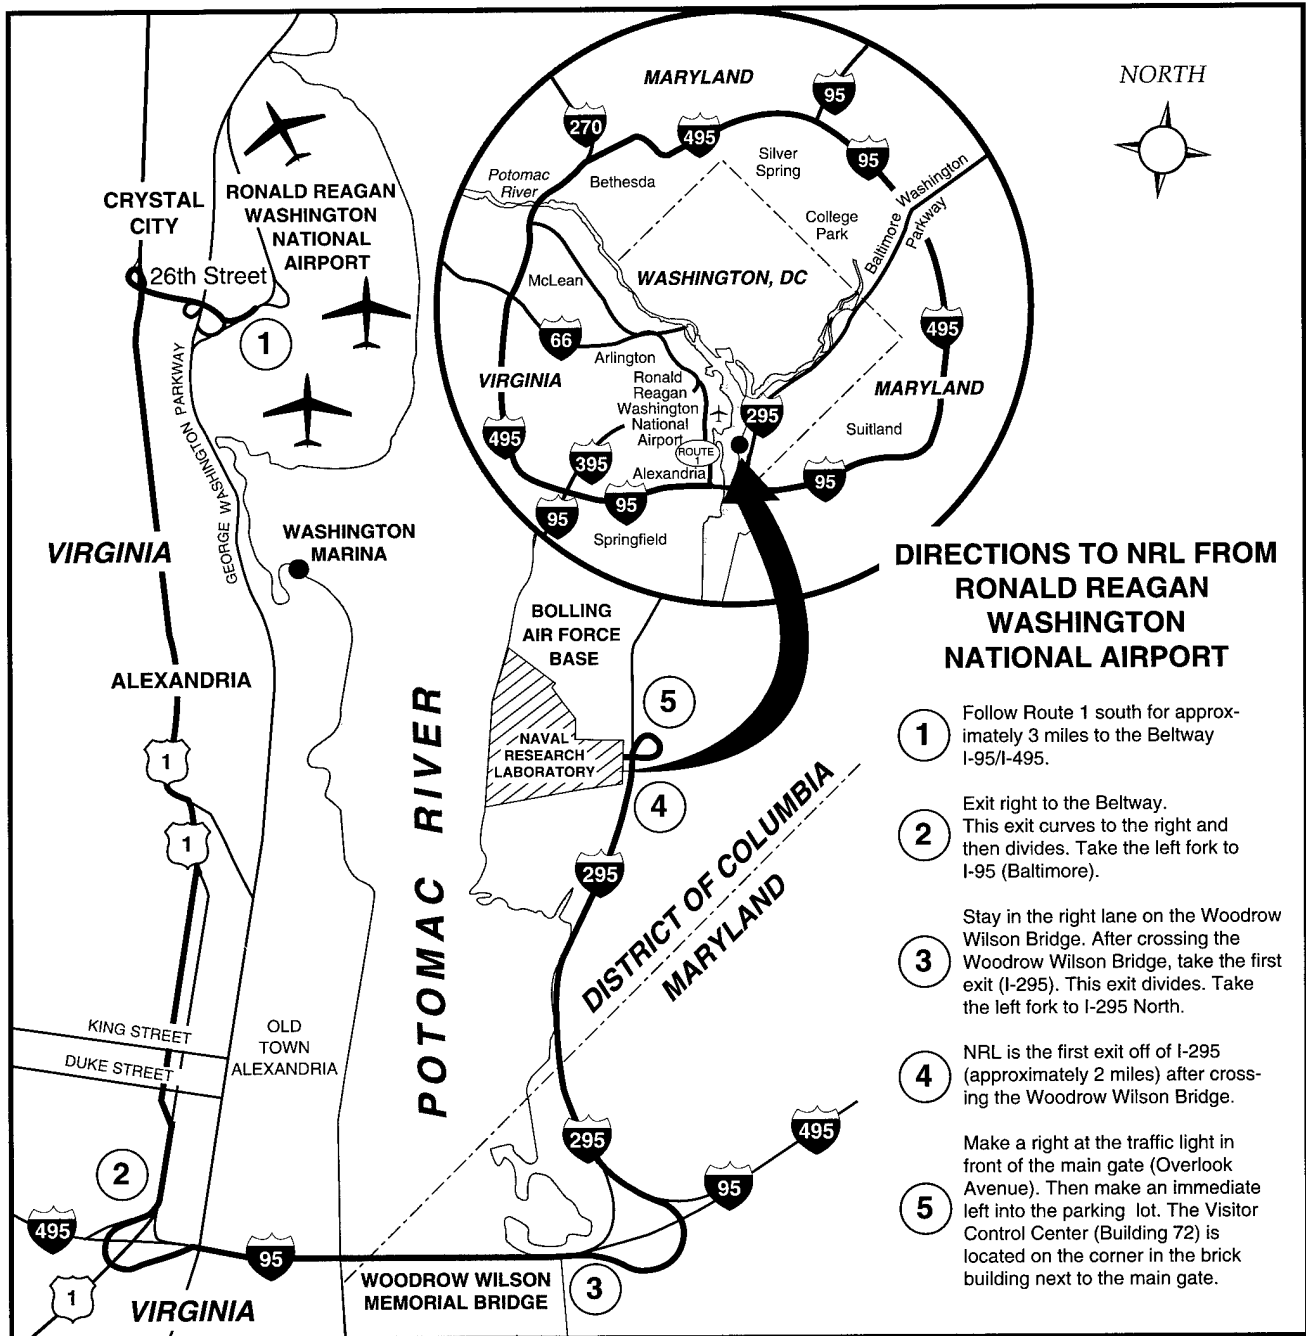 NORTH
MARYLAND
95
270
495
95
Silver
Spring
Potomac
River
Bethesda
Baltimore Washington
Parkway
College
Park
WASHINGTON, DC
McLean
66
495
Arlington
VIRGINIA
MARYLAND
Ronald
Reagan
Washington
National
Airport
295
Suitland
495
395
ROUTE
1
Alexandria
95
95
95
Springfield
CRYSTAL
CITY
RONALD REAGAN
WASHINGTON
NATIONAL
AIRPORT
26th Street
1
GEORGE WASHINGTON PARKWAY
WASHINGTON
MARINA
VIRGINIA
ALEXANDRIA
1
1
BOLLING
AIR FORCE
BASE
5
NAVAL
RESEARCH
LABORATORY
4
POTOMAC RIVER
295
DISTRICT OF COLUMBIA
MARYLAND
KING STREET
DUKE STREET
OLD
TOWN
ALEXANDRIA
2
495
1
95
VIRGINIA
WOODROW WILSON
MEMORIAL BRIDGE
3
295
95
495
DIRECTIONS TO NRL FROM
RONALD REAGAN
WASHINGTON
NATIONAL AIRPORT
1
Follow Route 1 south for approx-
imately 3 miles to the Beltway
I-95/I-495.
2
Exit right to the Beltway.
This exit curves to the right and
then divides. Take the left fork to
I-95 (Baltimore).
3
Stay in the right lane on the Woodrow
Wilson Bridge. After crossing the
Woodrow Wilson Bridge, take the first
exit (I-295). This exit divides. Take
the left fork to I-295 North.
4
NRL is the first exit off of I-295
(approximately 2 miles) after cross-
ing the Woodrow Wilson Bridge.
5
Make a right at the traffic light in
front of the main gate (Overlook
Avenue). Then make an immediate
left into the parking lot. The Visitor
Control Center (Building 72) is
located on the corner in the brick
building next to the main gate.